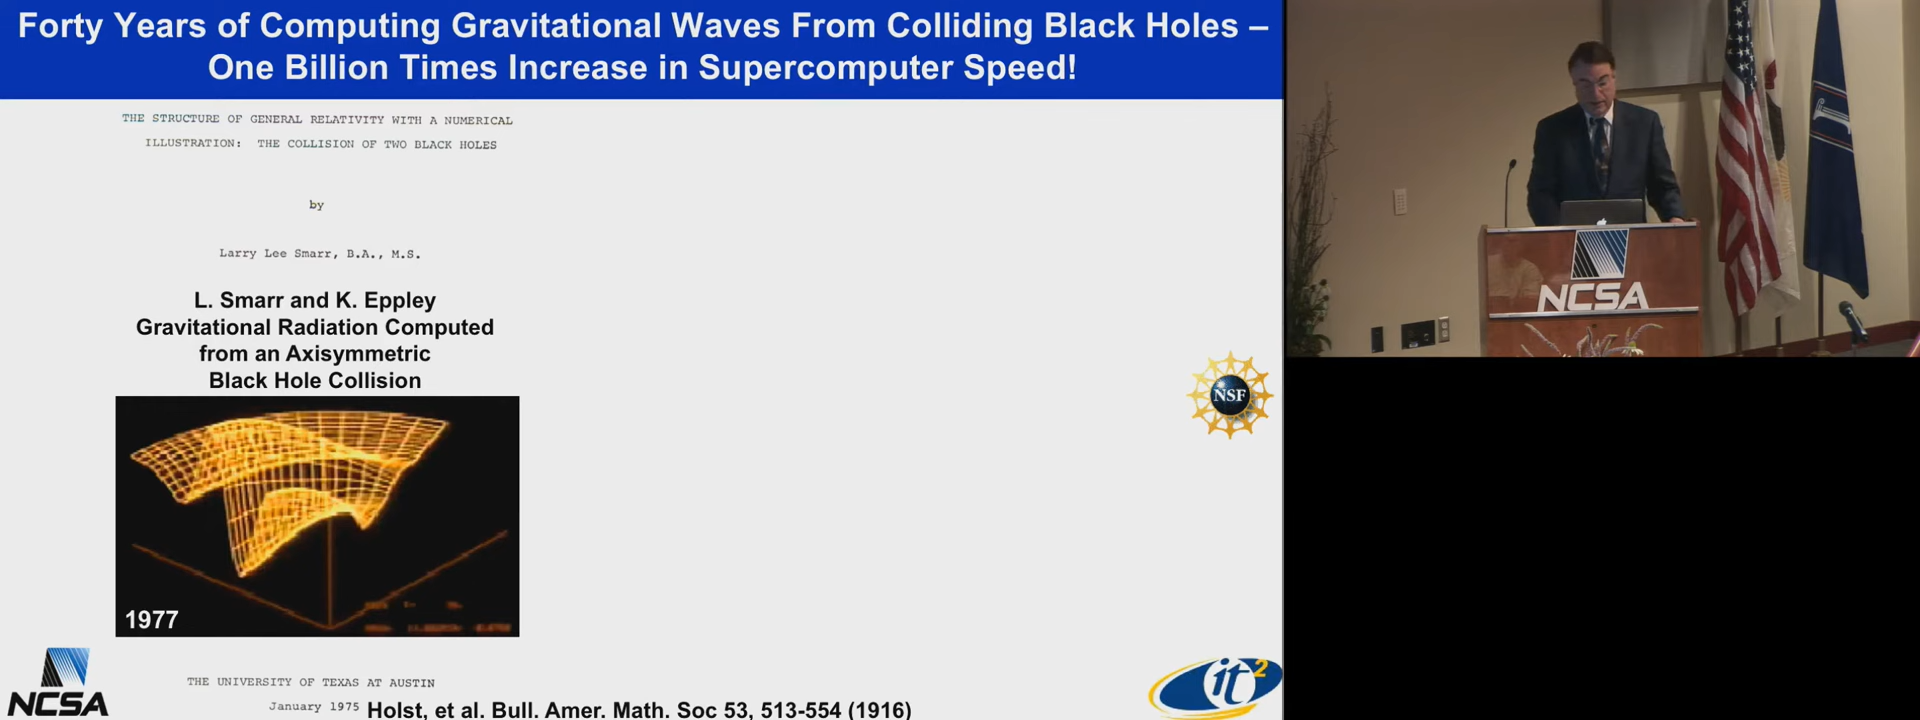 Forty Years of Computing Gravitational Waves From Colliding Black Holes –
One Billion Times Increase in Supercomputer Speed!
THE STRUCTURE OF GENERAL RELATIVITY WITH A NUMERICAL
ILLUSTRATION: THE COLLISION OF TWO BLACK HOLES
by
Larry Lee Smarr, B.A., M.S.
L. Smarr and K. Eppley
Gravitational Radiation Computed
from an Axisymmetric
Black Hole Collision
1977
NSF
NCSA
THE UNIVERSITY OF TEXAS AT AUSTIN
January 1975
Holst, et al. Bull. Amer. Math. Soc 53, 513-554 (1916)
it2
NCSA